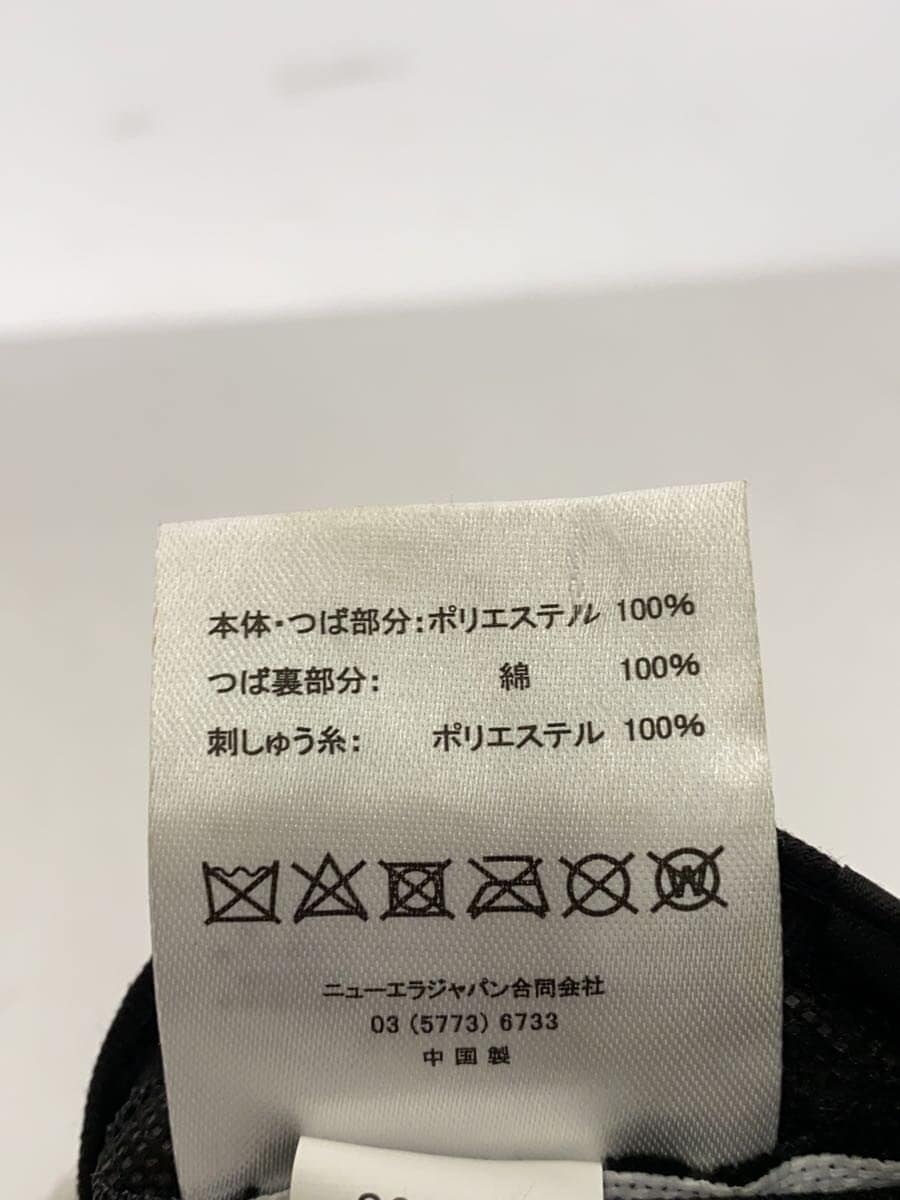 本体・つば部分:ポリエステル 100%
つば裏部分: 綿 100%
刺しゅう糸: ポリエステル 100%
W
ニューエラジャパン合同会社
03 (5773) 6733
中国製